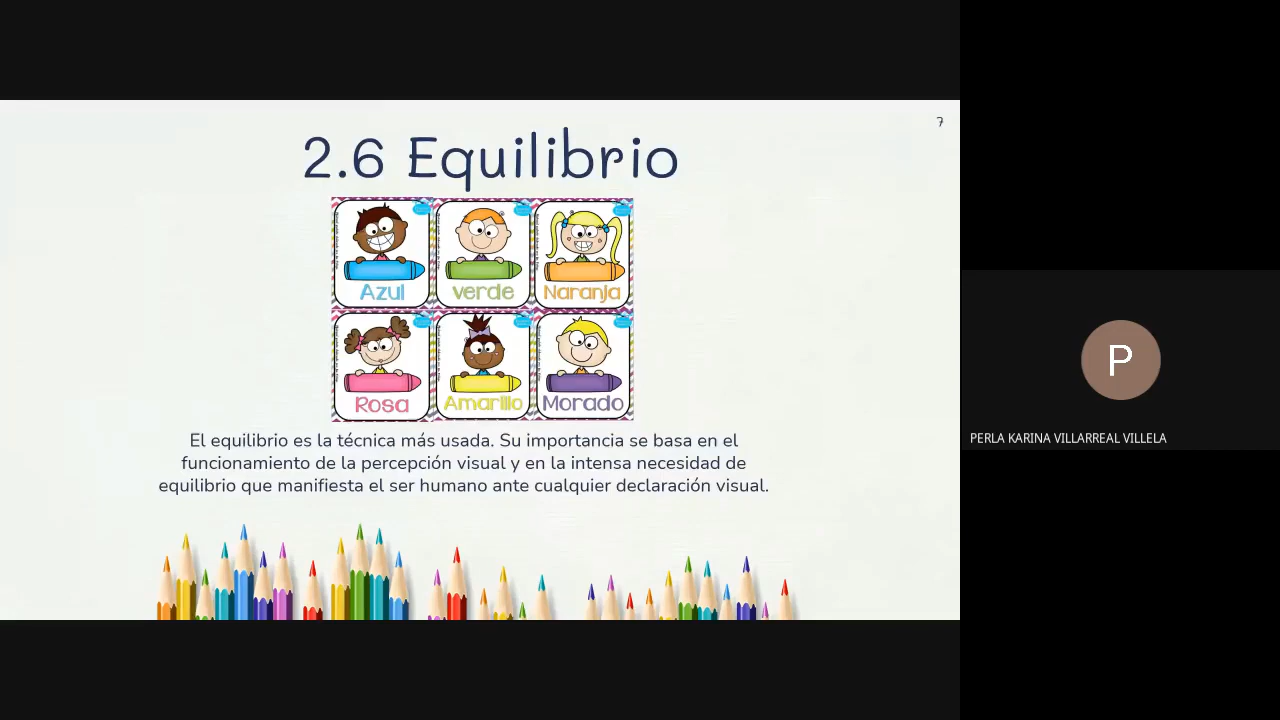 7
2.6 Equilibrio
Azul verde Naranja
Rosa Amarillo Morado
El equilibrio es la técnica más usada. Su importancia se basa en el
funcionamiento de la percepción visual y en la intensa necesidad de
equilibrio que manifiesta el ser humano ante cualquier declaración visual.
P
PERLA KARINA VILLARREAL VILLELA